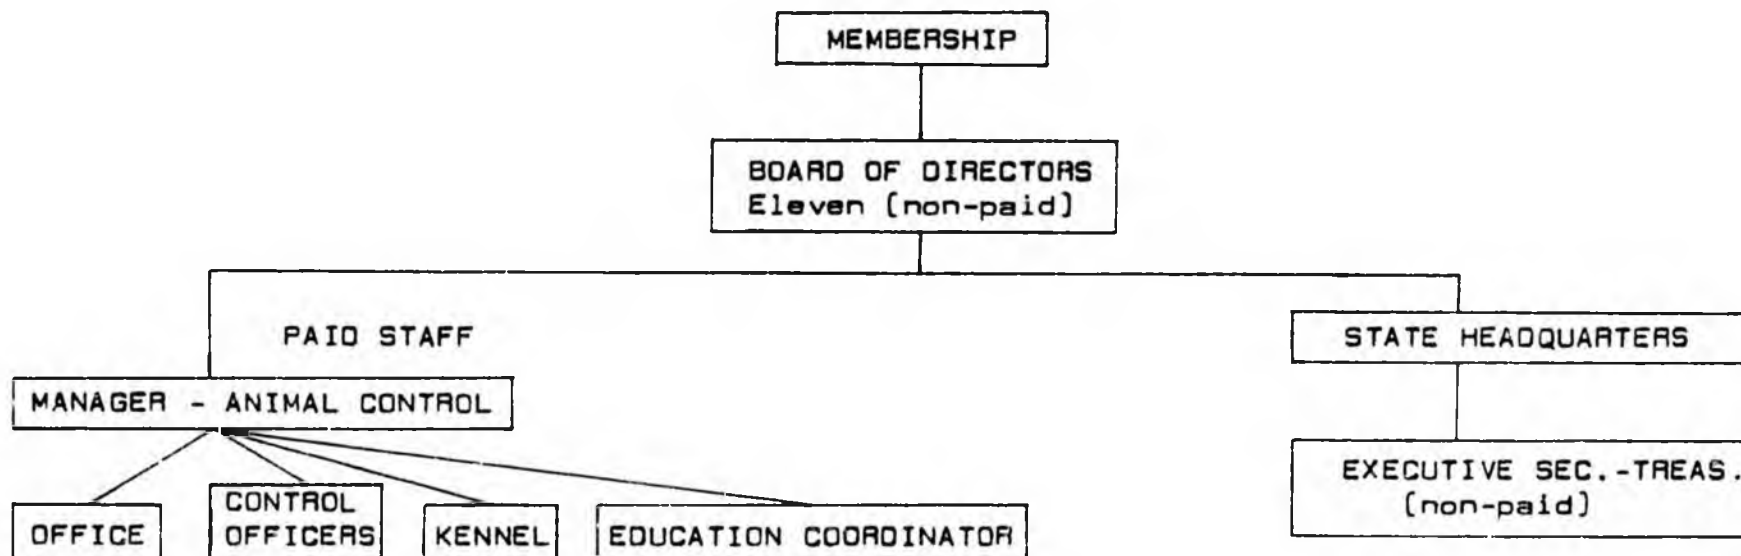 MEMBERSHIP
BOARD OF DIRECTORS
Eleven (non-paid)
PAID STAFF
STATE HEADQUARTERS
MANAGER - ANIMAL CONTROL
EXECUTIVE SEC.-TREAS.
(non-paid)
OFFICE
CONTROL
OFFICERS
KENNEL
EDUCATION COORDINATOR